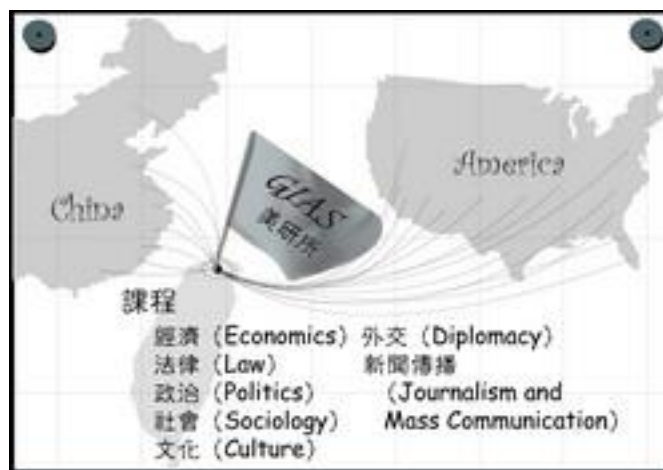 China
America
GIAS
美研所
課程
經濟 (Economics) 外交 (Diplomacy)
法律 (Law) 新聞傳播
政治 (Politics) (Journalism and
社會 (Sociology) Mass Communication)
文化 (Culture)